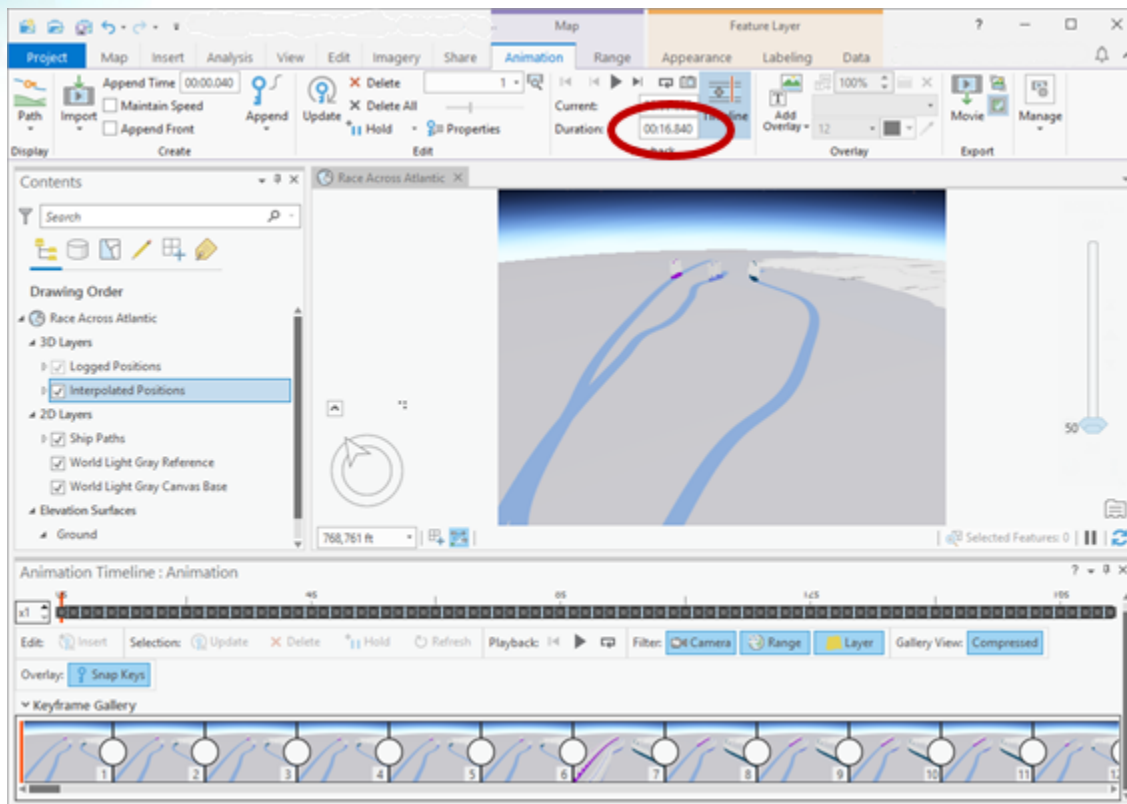 Map Feature Layer ?
Project Map Insert Analysis View Edit Imagery Share Animation Range Appearance Labeling Data
Path Import Append Time 00:00.040 Append Update Delete 1 Current: Timeline Add Overlay 100% Movie Manage
Maintain Speed Delete All Duration: 00:16.840 12
Append Front Hold Properties
Display Create Edit Overlay Export
Contents
Race Across Atlantic
Search
Drawing Order
Race Across Atlantic
3D Layers
Logged Positions
Interpolated Positions
2D Layers
Ship Paths
World Light Gray Reference
World Light Gray Canvas Base
Elevation Surfaces
Ground
50
768,761 ft
Selected Features: 0
Animation Timeline : Animation ?
x1
Edit: Insert Selection: Update Delete Hold Refresh Playback: Filter: Camera Range Layer Gallery View: Compressed
Overlay: Snap Keys
Keyframe Gallery
1 2 3 4 5 6 7 8 9 10 11 12